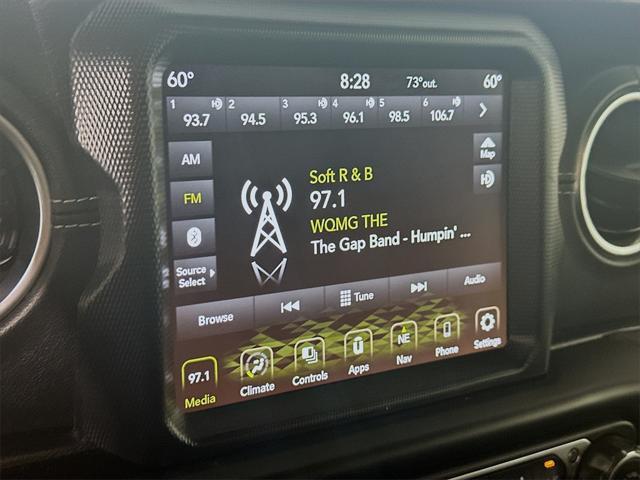 60°
8:28
73°out.
60°
1
2
3
4
5
6
93.7
94.5
95.3
96.1
98.5
106.7
AM
FM
Source
Select
Soft R & B
97.1
WQMG THE
The Gap Band - Humpin' ...
Map
Browse
Tune
Audio
97.1
Media
Climate
Controls
Apps
NE
Nav
Phone
Settings